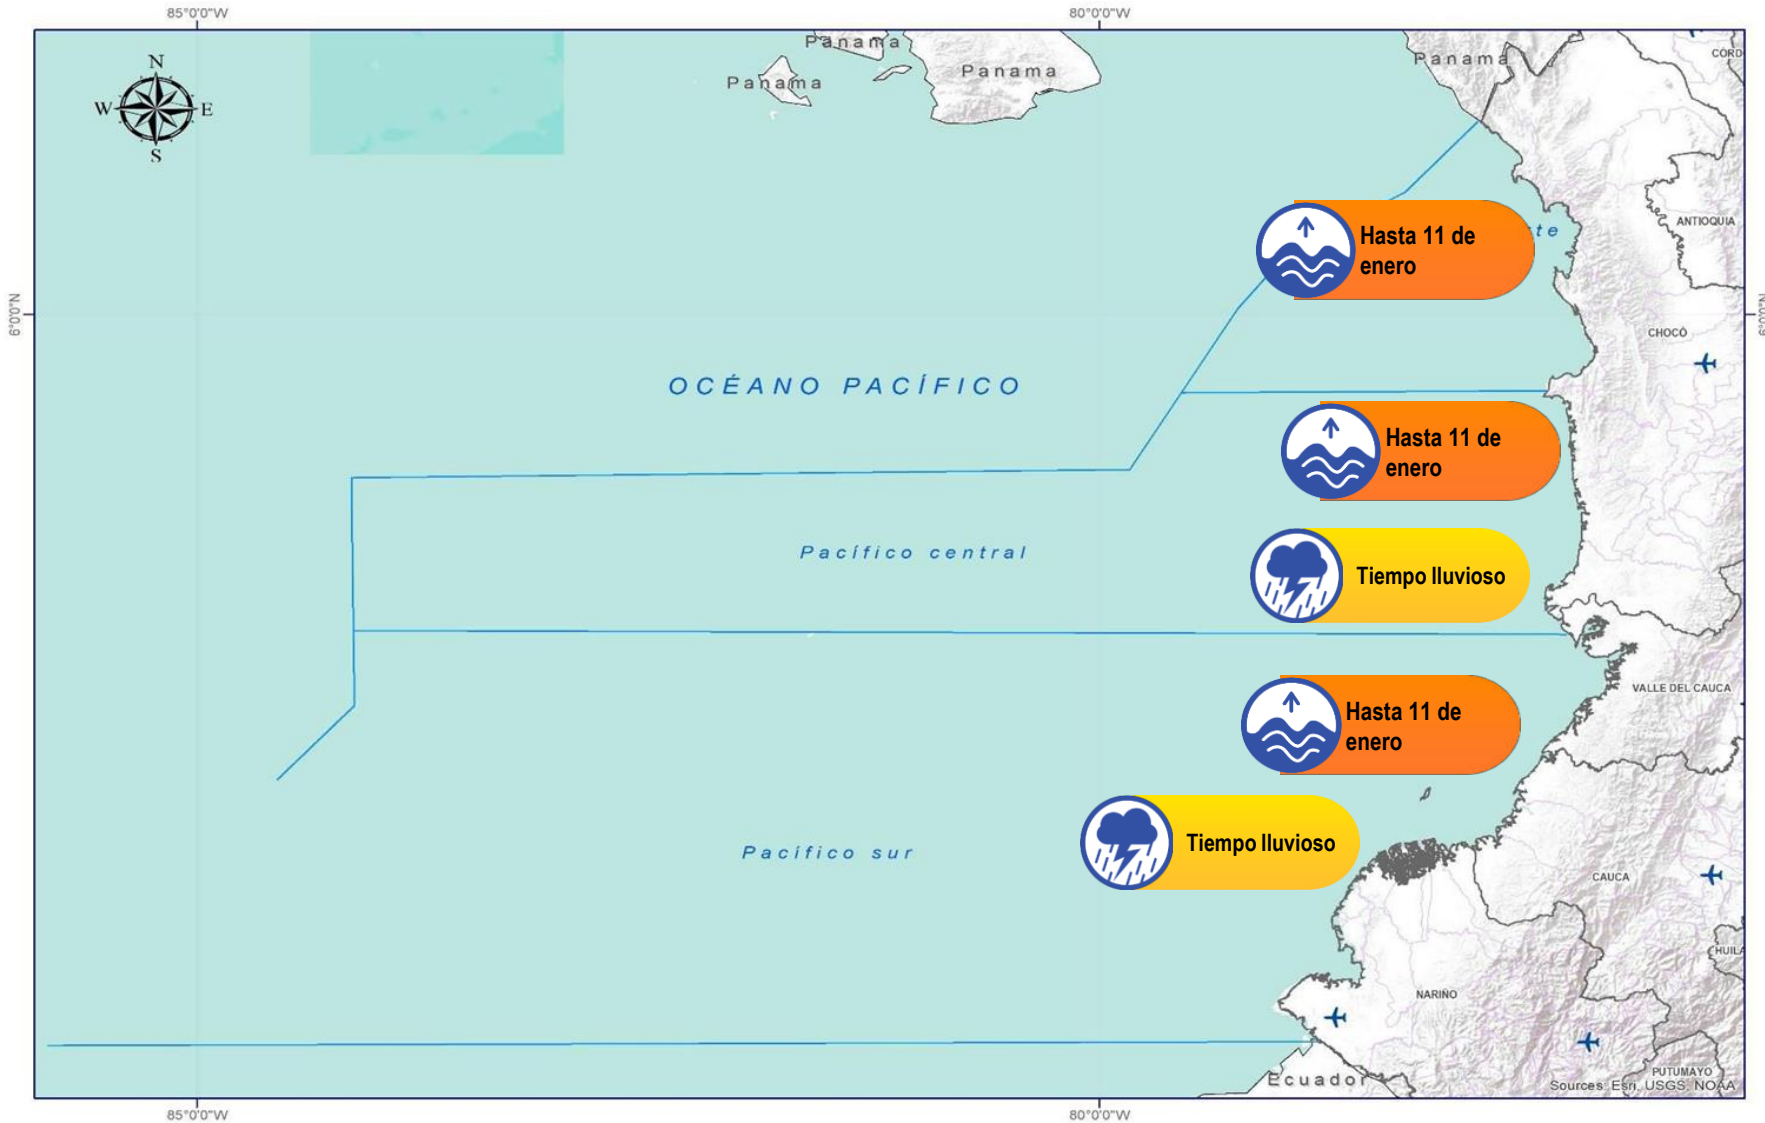 85°0'0"W
80°0'0"W
N
W
E
S
Panama
Panama
Panama
Panama
CÓRD
ANTIOQUIA
Hasta 11 de
enero
te
6°0'0"N
6°0'0"N
CHOCÓ
OCÉANO PACÍFICO
Hasta 11 de
enero
Pacífico central
Tiempo lluvioso
VALLE DEL CAUCA
Hasta 11 de
enero
Tiempo lluvioso
Pacífico sur
CAUCA
HUILA
NARIÑO
PUTUMAYO
Ecuador
Sources: Esri, USGS, NOAA
85°0'0"W
80°0'0"W